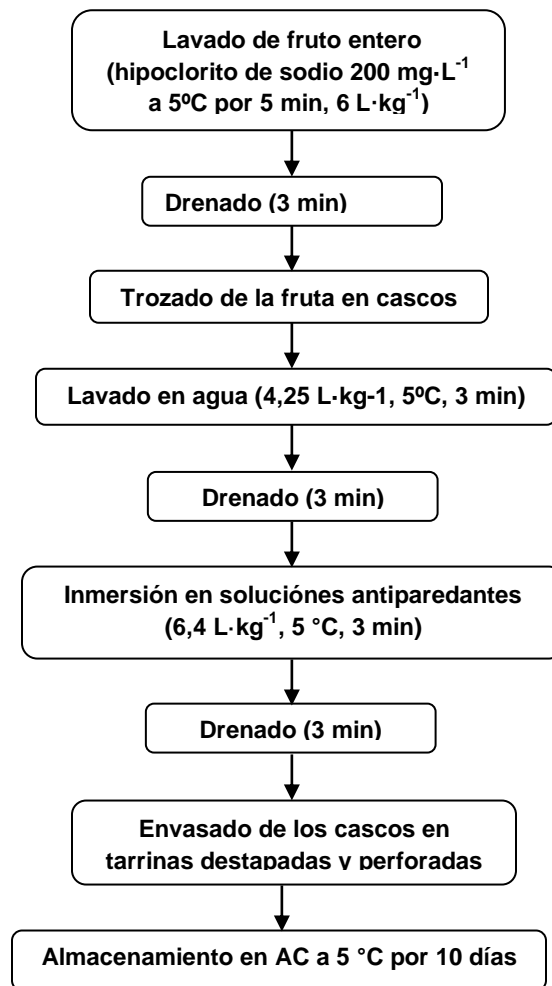 Lavado de fruto entero
(hipoclorito de sodio 200 mg·L⁻¹
a 5ºC por 5 min, 6 L·kg⁻¹)
Drenado (3 min)
Trozado de la fruta en cascos
Lavado en agua (4,25 L·kg-1, 5ºC, 3 min)
Drenado (3 min)
Inmersión en soluciónes antiparedantes
(6,4 L·kg⁻¹, 5 °C, 3 min)
Drenado (3 min)
Envasado de los cascos en
tarrinas destapadas y perforadas
Almacenamiento en AC a 5 °C por 10 días